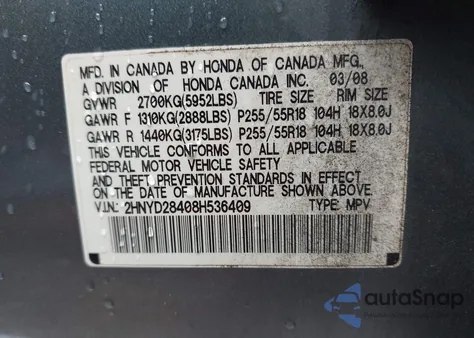 MFD. IN CANADA BY HONDA OF CANADA MFG.,
A DIVISION OF HONDA CANADA INC. 03/08
GVWR 2700KG(5952LBS) TIRE SIZE RIM SIZE
GAWR F 1310KG(2888LBS) P255/55R18 104H 18X8.0J
GAWR R 1440KG(3175LBS) P255/55R18 104H 18X8.0J
THIS VEHICLE CONFORMS TO ALL APPLICABLE
FEDERAL MOTOR VEHICLE SAFETY
AND THEFT PREVENTION STANDARDS IN EFFECT
ON THE DATE OF MANUFACTURE SHOWN ABOVE.
V.I.N.: 2HNYD28408H536409 TYPE: MPV
autoSnap